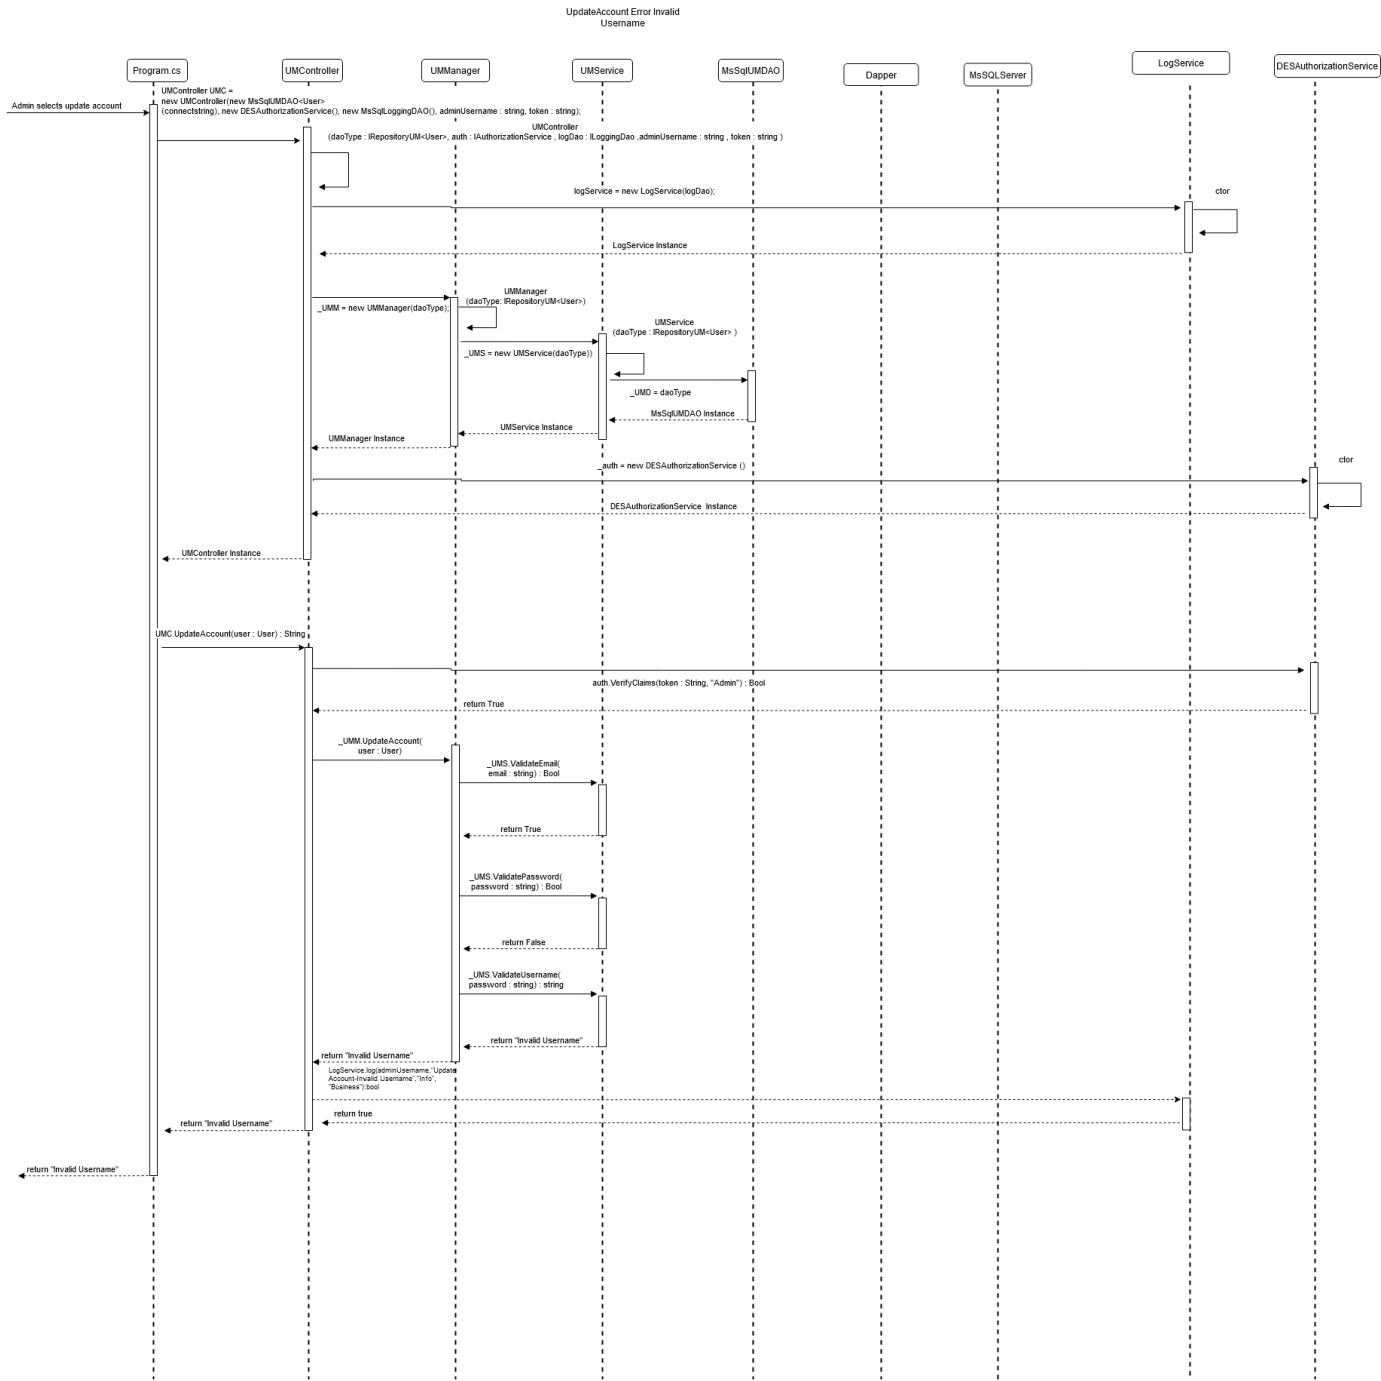 UpdateAccount Error Invalid
Username
Program.cs
UMController
UMManager
UMService
MsSqlUMDAO
Dapper
MsSQLServer
LogService
DESAuthorizationService
Admin selects update account
UMController UMC =
new UMController(new MsSqlUMDAO<User>
(connectstring), new DESAuthorizationService(), new MsSqlLoggingDAO(), adminUsername : string, token : string);
UMController
(daoType : IRepositoryUM<User>, auth : IAuthorizationService , logDao : ILoggingDao ,adminUsername : string , token : string )
logService = new LogService(logDao);
ctor
LogService Instance
UMManager
(daoType: IRepositoryUM<User>)
_UMM = new UMManager(daoType);
UMService
(daoType : IRepositoryUM<User> )
_UMS = new UMService(daoType))
_UMD = daoType
MsSqlUMDAO Instance
UMService Instance
UMManager Instance
_auth = new DESAuthorizationService ()
ctor
DESAuthorizationService Instance
UMController Instance
UMC.UpdateAccount(user : User) : String
auth.VerifyClaims(token : String, "Admin") : Bool
return True
_UMM.UpdateAccount(
user : User)
_UMS.ValidateEmail(
email : string) : Bool
return True
_UMS.ValidatePassword(
password : string) : Bool
return False
_UMS.ValidateUsername(
password : string) : string
return "Invalid Username"
return "Invalid Username"
LogService.log(adminUsername,"Update
Account-Invalid Username","Info",
"Business"):bool
return true
return "Invalid Username"
return "Invalid Username"